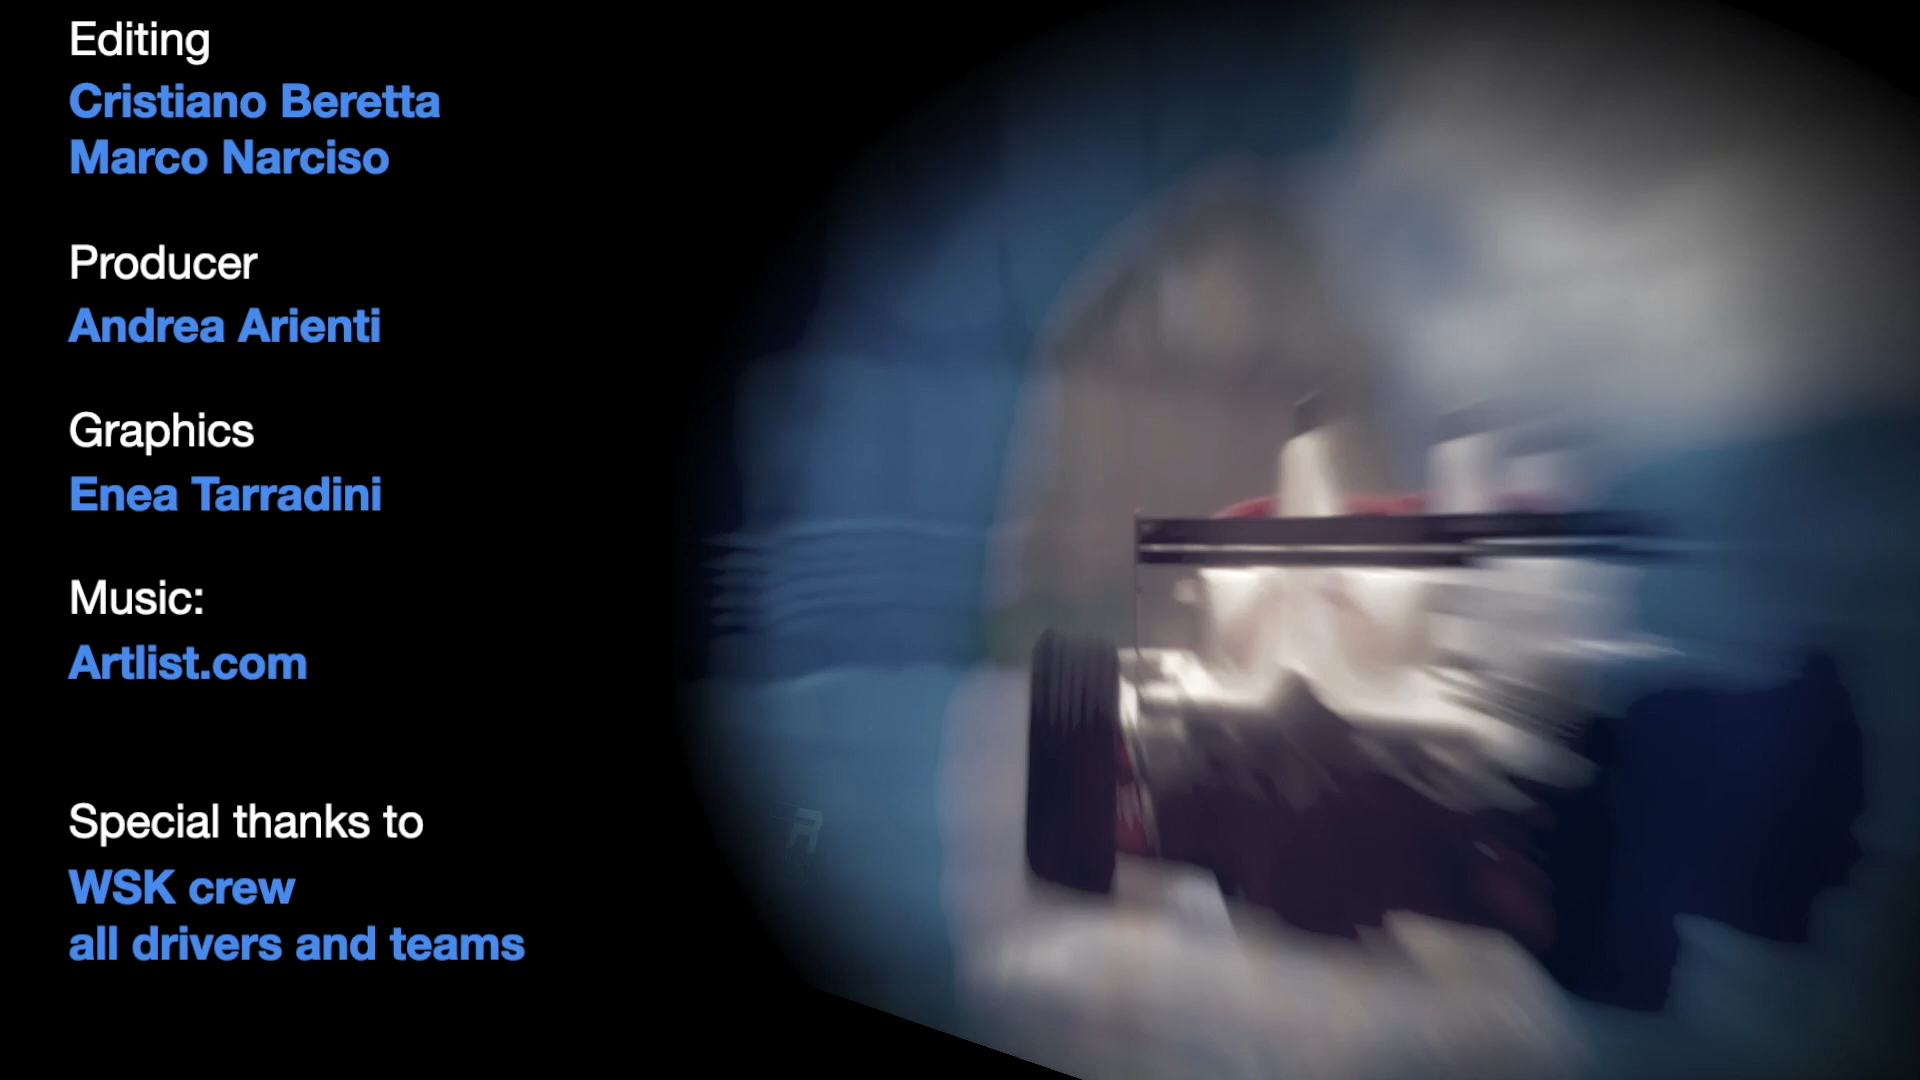 Editing
Cristiano Beretta
Marco Narciso
Producer
Andrea Arienti
Graphics
Enea Tarradini
Music:
Artlist.com
Special thanks to
WSK crew
all drivers and teams